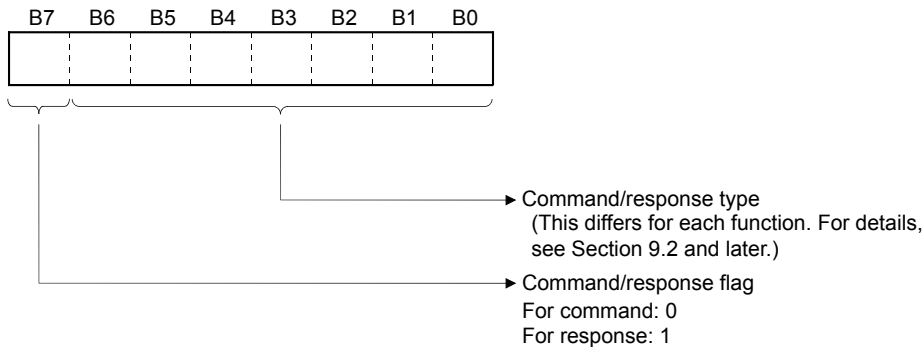 B7 B6 B5 B4 B3 B2 B1 B0
Command/response type
(This differs for each function. For details,
see Section 9.2 and later.)
Command/response flag
For command: 0
For response: 1